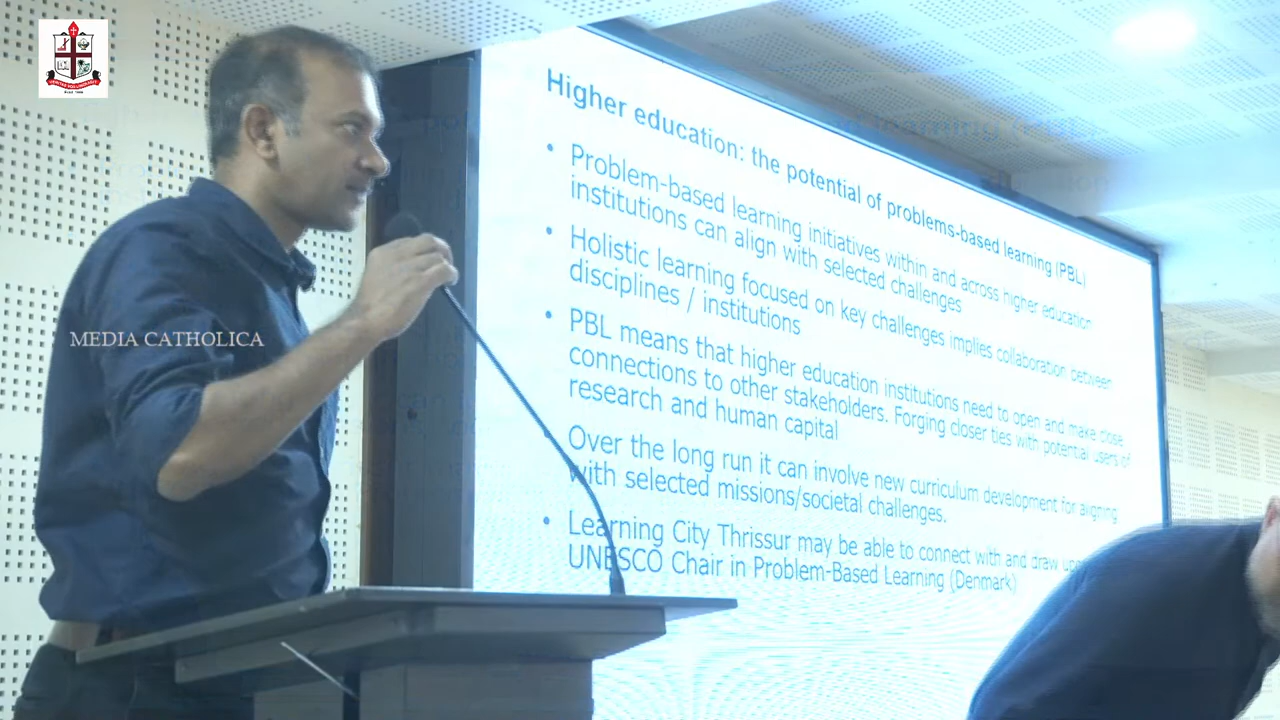 Higher education: the potential of problems-based learning (PBL)
• Problem-based learning initiatives within and across higher education
institutions can align with selected challenges
• Holistic learning focused on key challenges implies collaboration between
disciplines / institutions
• PBL means that higher education institutions need to open and make close
connections to other stakeholders. Forging closer ties with potential users of
research and human capital
Over the long run it can involve new curriculum development for aligning
with selected missions/societal challenges.
• Learning City Thrissur may be able to connect with and draw
UNESCO Chair in Problem-Based Learning (Denmark)
MEDIA CATHOLICA